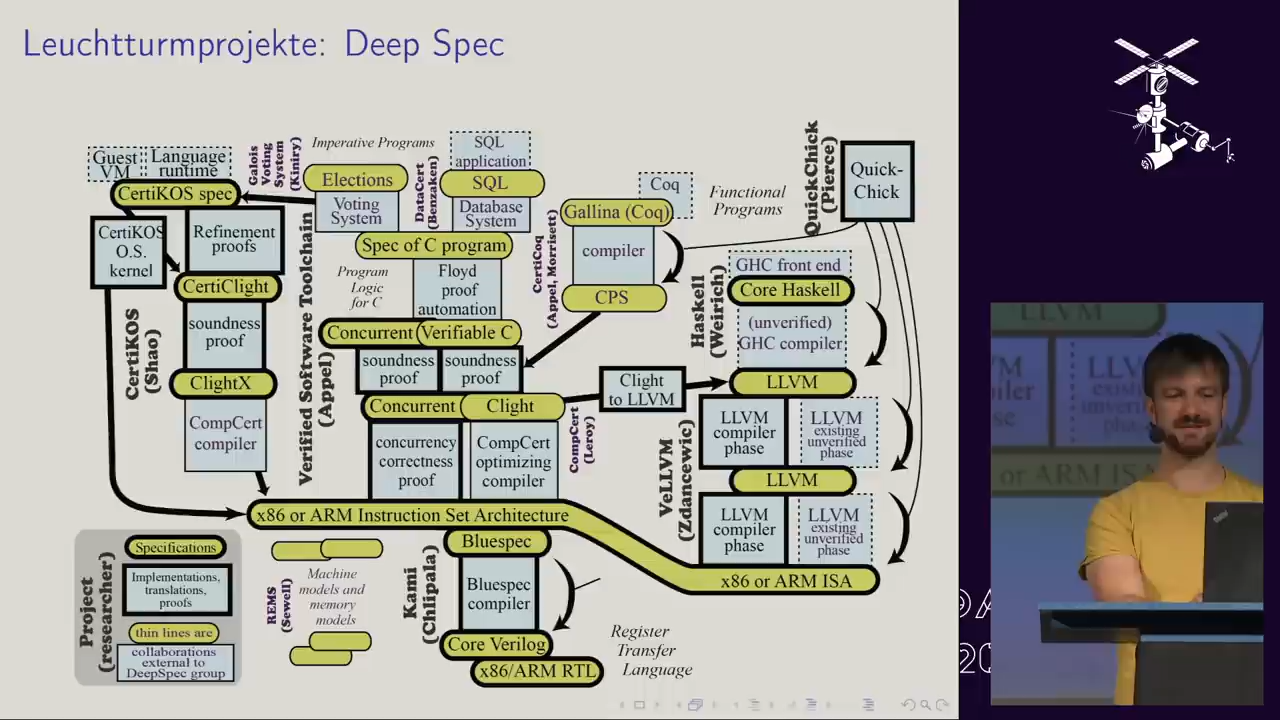 Leuchtturmprojekte: Deep Spec
Guest
VM
Language
runtime
CertiKOS spec
CertiKOS
O.S.
kernel
Refinement
proofs
CertiClight
soundness
proof
ClightX
CompCert
compiler
CertiKOS
(Shao)
Galois
Voting
System
(Kiniry)
Imperative Programs
Elections
Voting
System
DataCert
(Benzaken)
SQL
application
SQL
Database
System
Spec of C program
Program
Logic
for C
Floyd
proof
automation
Verified Software Toolchain
(Appel)
Concurrent
Verifiable C
soundness
proof
soundness
proof
Concurrent
Clight
concurrency
correctness
proof
CompCert
optimizing
compiler
CompCert
(Leroy)
CertiCoq
(Appel, Morrisett)
Coq
Gallina (Coq)
compiler
CPS
Functional
Programs
QuickChick
(Pierce)
Quick-
Chick
Haskell
(Weirich)
GHC front end
Core Haskell
(unverified)
GHC compiler
Clight
to LLVM
LLVM
VeLLVM
(Zdancewic)
LLVM
compiler
phase
LLVM
existing
unverified
phase
LLVM
LLVM
compiler
phase
LLVM
existing
unverified
phase
x86 or ARM Instruction Set Architecture
x86 or ARM ISA
Project
(researcher)
Specifications
Implementations,
translations,
proofs
thin lines are
collaborations
external to
DeepSpec group
REMS
(Sewell)
Machine
models and
memory
models
Kami
(Chlipala)
Bluespec
Bluespec
compiler
Core Verilog
x86/ARM RTL
Register
Transfer
Language